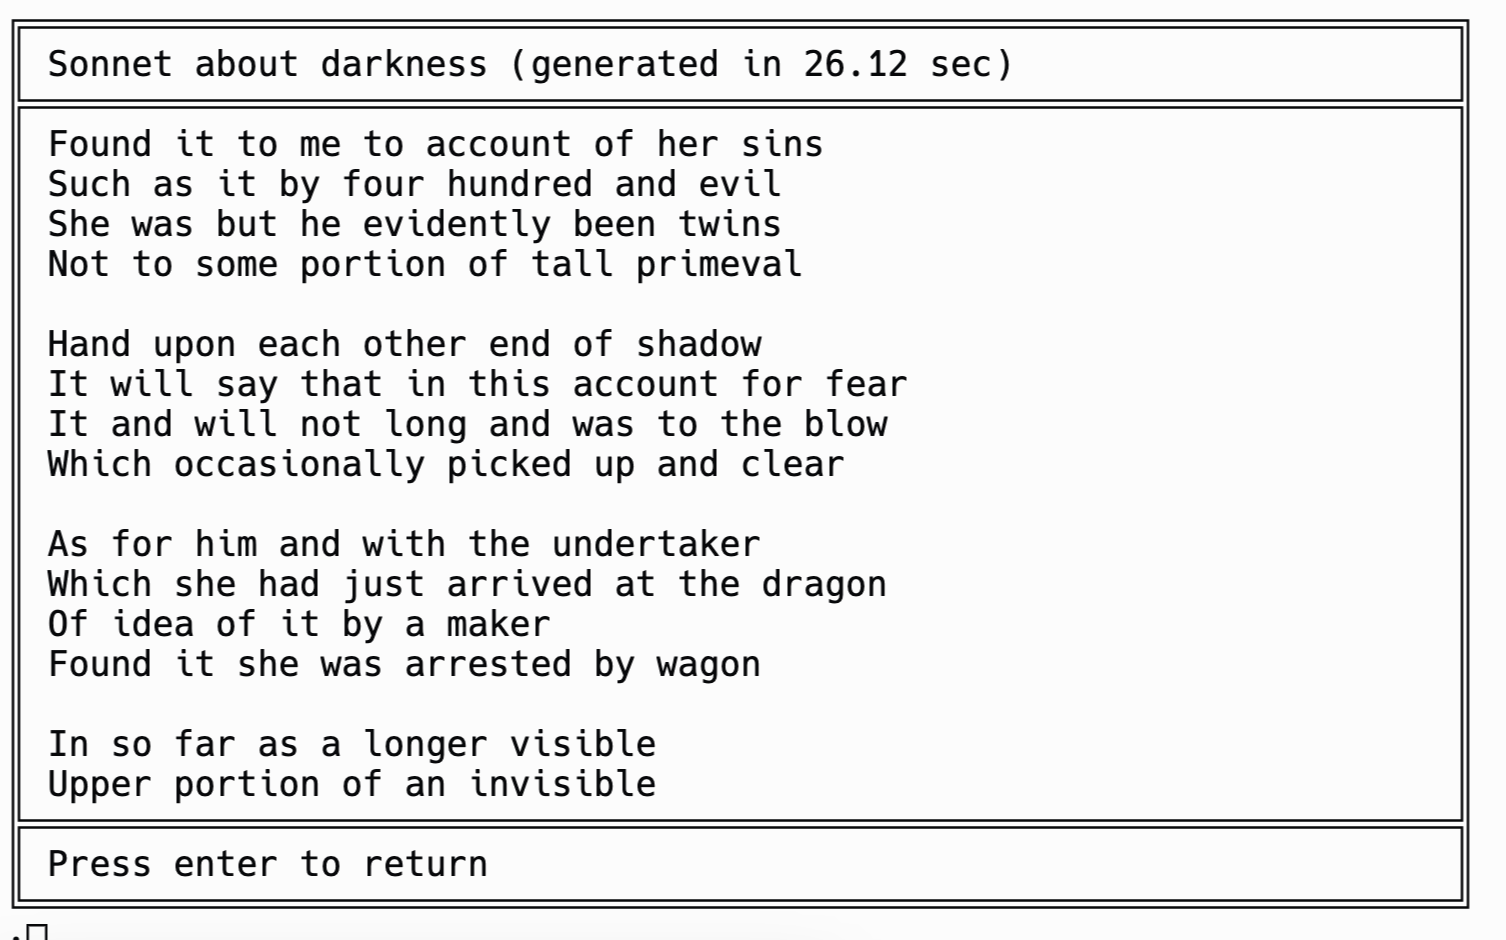 Sonnet about darkness (generated in 26.12 sec)
Found it to me to account of her sins
Such as it by four hundred and evil
She was but he evidently been twins
Not to some portion of tall primeval
Hand upon each other end of shadow
It will say that in this account for fear
It and will not long and was to the blow
Which occasionally picked up and clear
As for him and with the undertaker
Which she had just arrived at the dragon
Of idea of it by a maker
Found it she was arrested by wagon
In so far as a longer visible
Upper portion of an invisible
Press enter to return